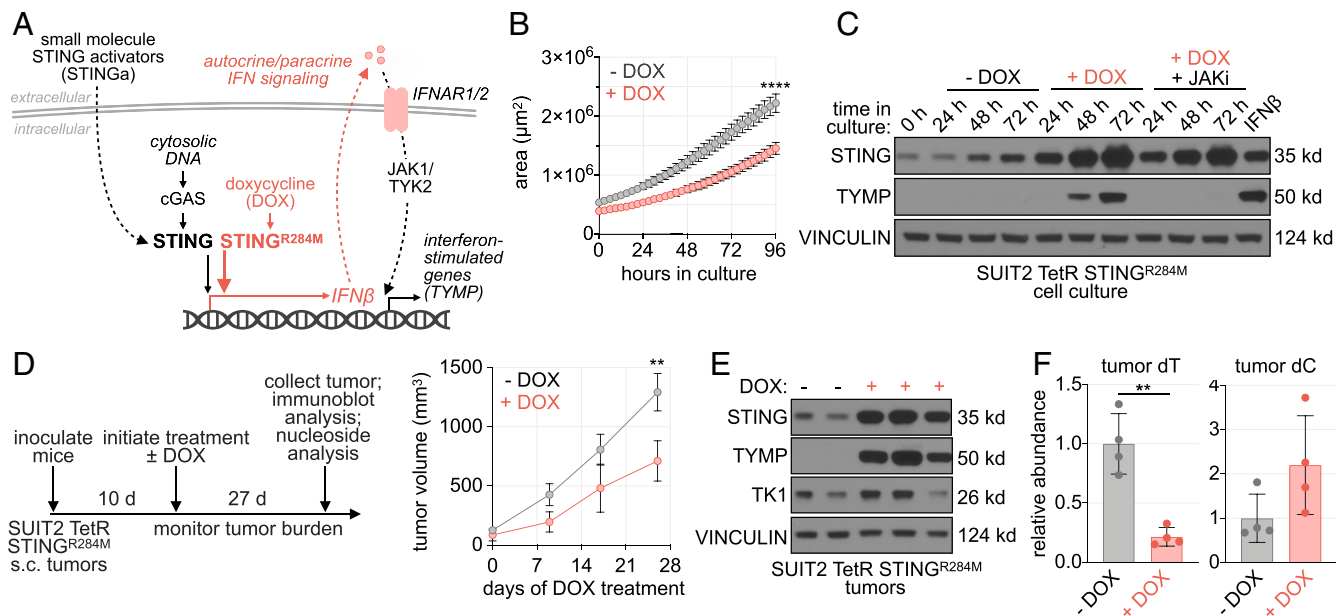 A
small molecule
STING activators
(STINGa)
autocrine/paracrine
IFN signaling
IFNAR1/2
extracellular
intracellular
cytosolic
DNA
cGAS
doxycycline
(DOX)
JAK1/
TYK2
STING STINGR284M
interferon-
stimulated
genes
(TYMP)
IFNβ
B
3×10⁶
2×10⁶
1×10⁶
0
area (µm²)
- DOX
+ DOX
****
0 24 48 72 96
hours in culture
C
+ DOX
- DOX + DOX + JAKi
time in
culture:
0 h 24 h 48 h 72 h 24 h 48 h 72 h 24 h 48 h 72 h IFNβ
STING 35 kd
TYMP 50 kd
VINCULIN 124 kd
SUIT2 TetR STINGR284M
cell culture
D
collect tumor;
immunoblot
analysis;
nucleoside
analysis
inoculate
mice
initiate treatment
± DOX
10 d 27 d
SUIT2 TetR
STINGR284M
s.c. tumors
monitor tumor burden
1500
1000
500
0
tumor volume (mm³)
- DOX
+ DOX
**
0 7 14 21 28
days of DOX treatment
E
DOX: - - + + +
STING 35 kd
TYMP 50 kd
TK1 26 kd
VINCULIN 124 kd
SUIT2 TetR STINGR284M
tumors
F
tumor dT
1.5
1.0
0.5
0.0
relative abundance
**
- DOX
+ DOX
tumor dC
4
3
2
1
0
- DOX
+ DOX